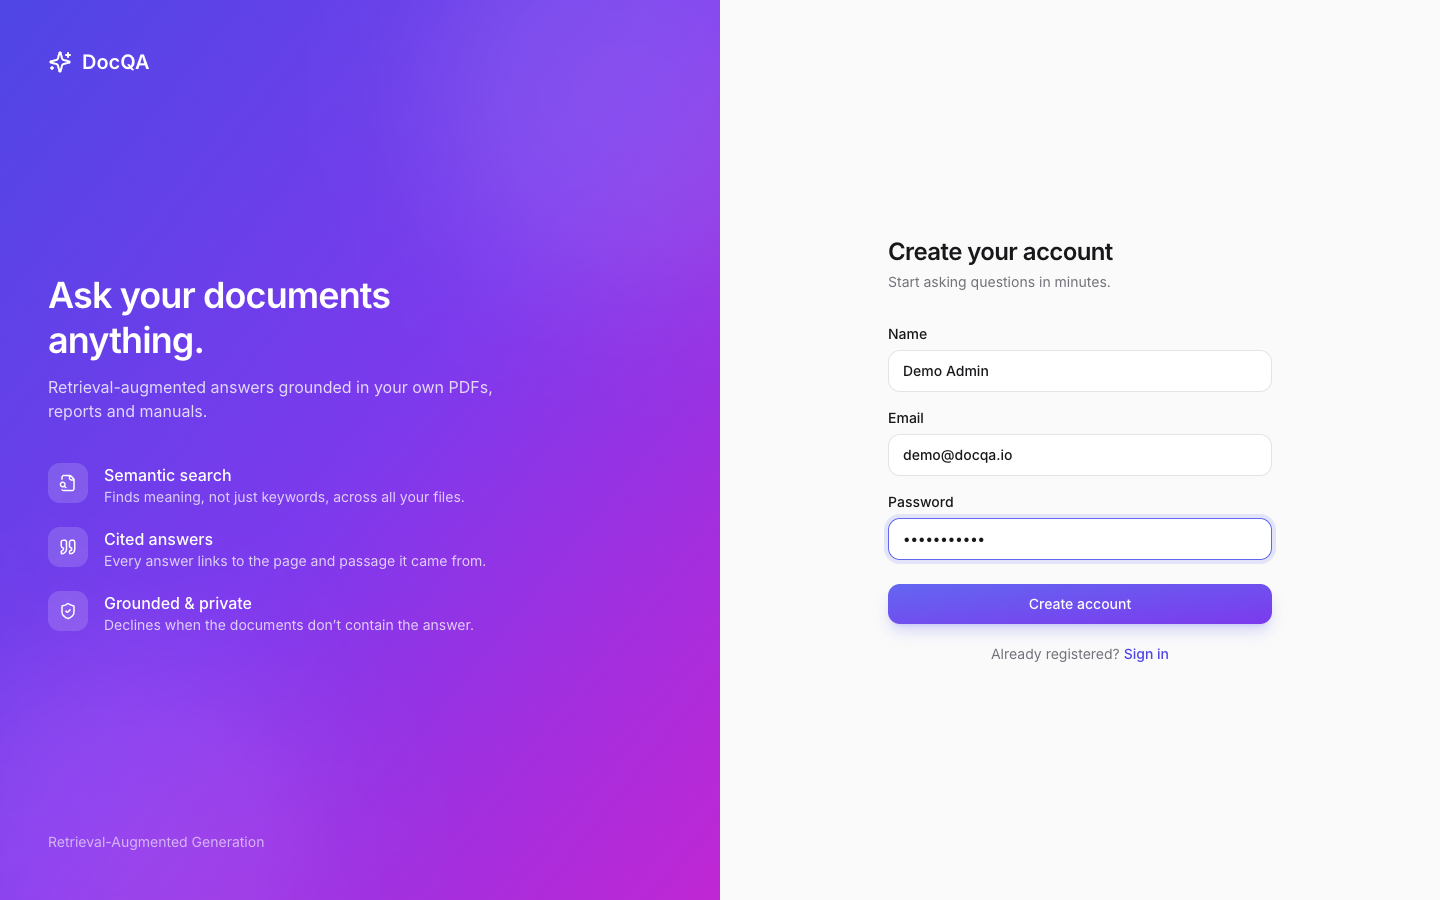 DocQA
Ask your documents
anything.
Retrieval-augmented answers grounded in your own PDFs,
reports and manuals.
Semantic search
Finds meaning, not just keywords, across all your files.
Cited answers
Every answer links to the page and passage it came from.
Grounded & private
Declines when the documents don’t contain the answer.
Retrieval-Augmented Generation
Create your account
Start asking questions in minutes.
Name
Demo Admin
Email
demo@docqa.io
Password
•••••••••••
Create account
Already registered? Sign in